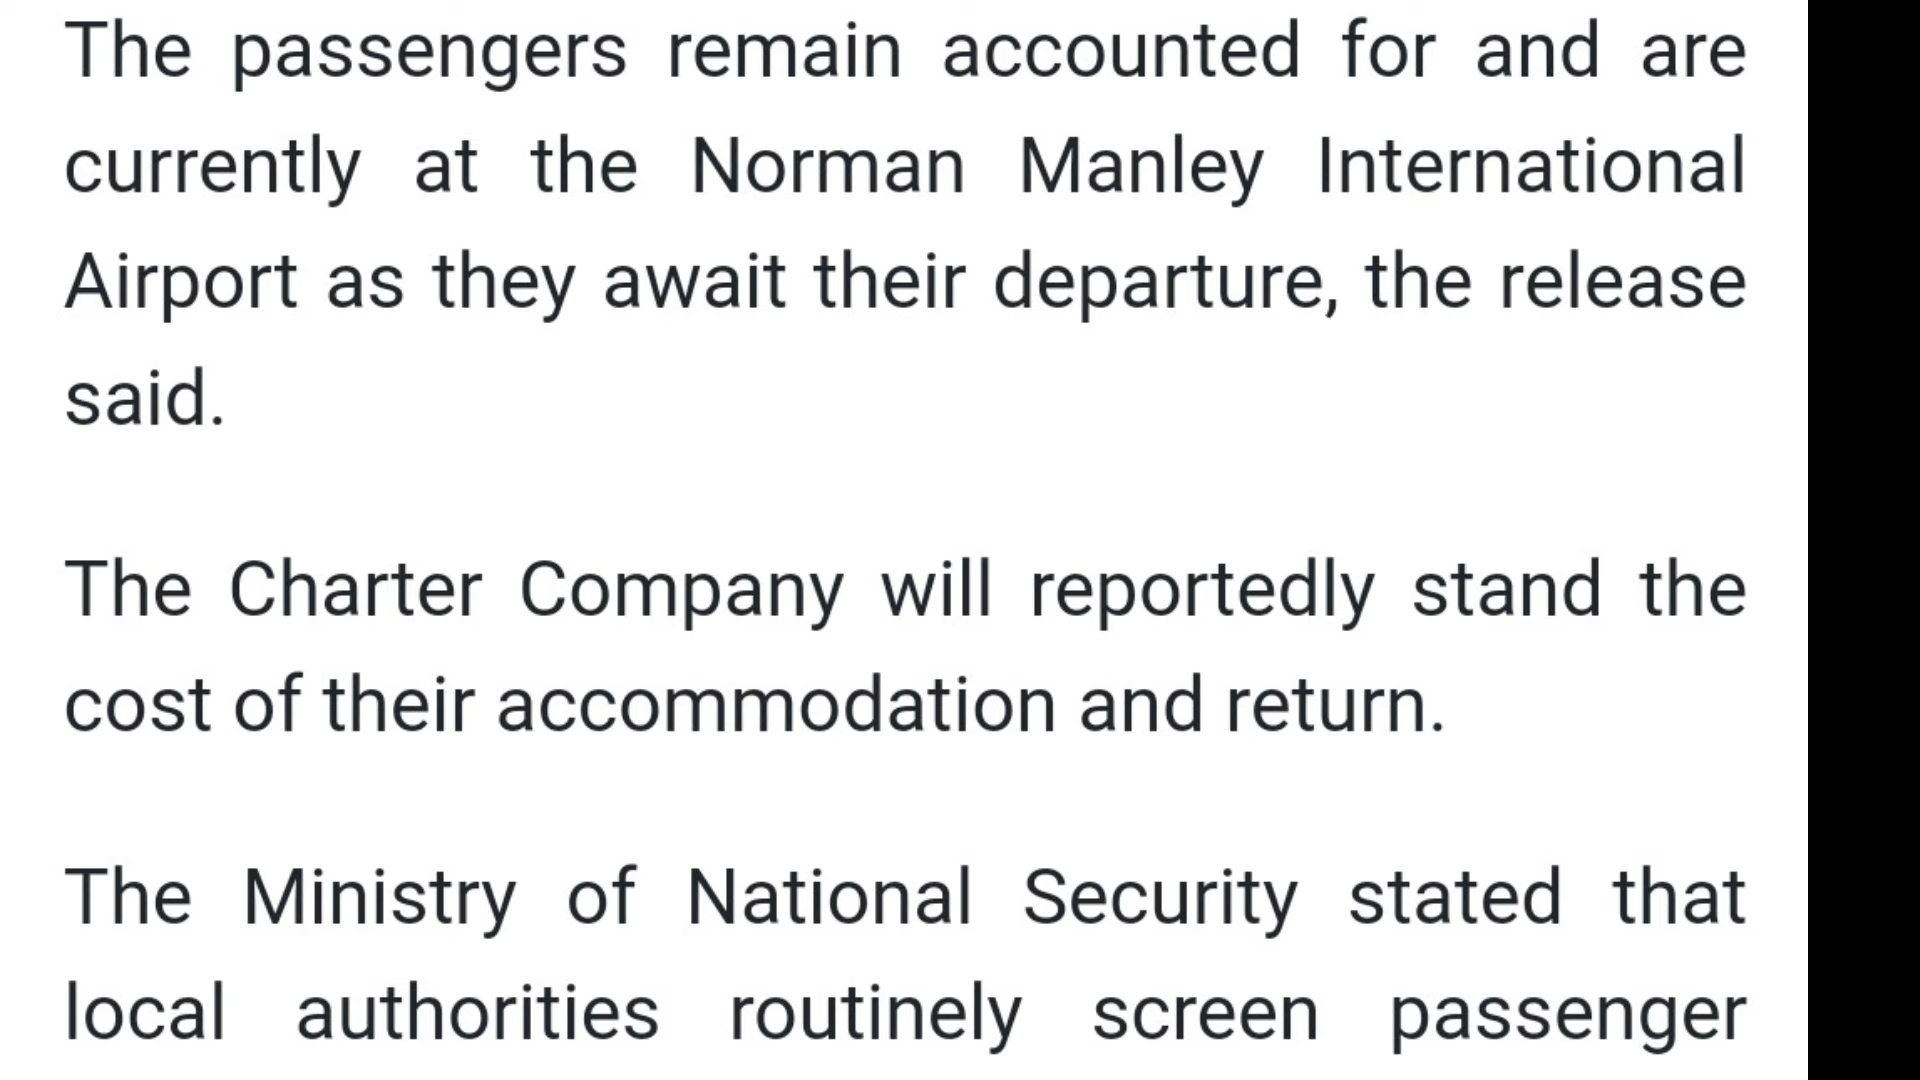 The passengers remain accounted for and are
currently at the Norman Manley International
Airport as they await their departure, the release
said.
The Charter Company will reportedly stand the
cost of their accommodation and return.
The Ministry of National Security stated that
local authorities routinely screen passenger